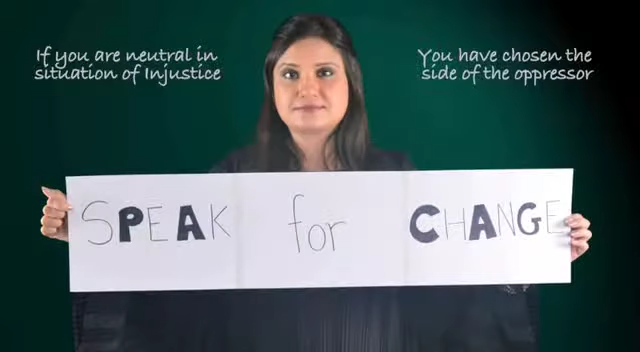 If you are neutral in
situation of Injustice
You have chosen the
side of the oppressor
SPEAK for CHANGE